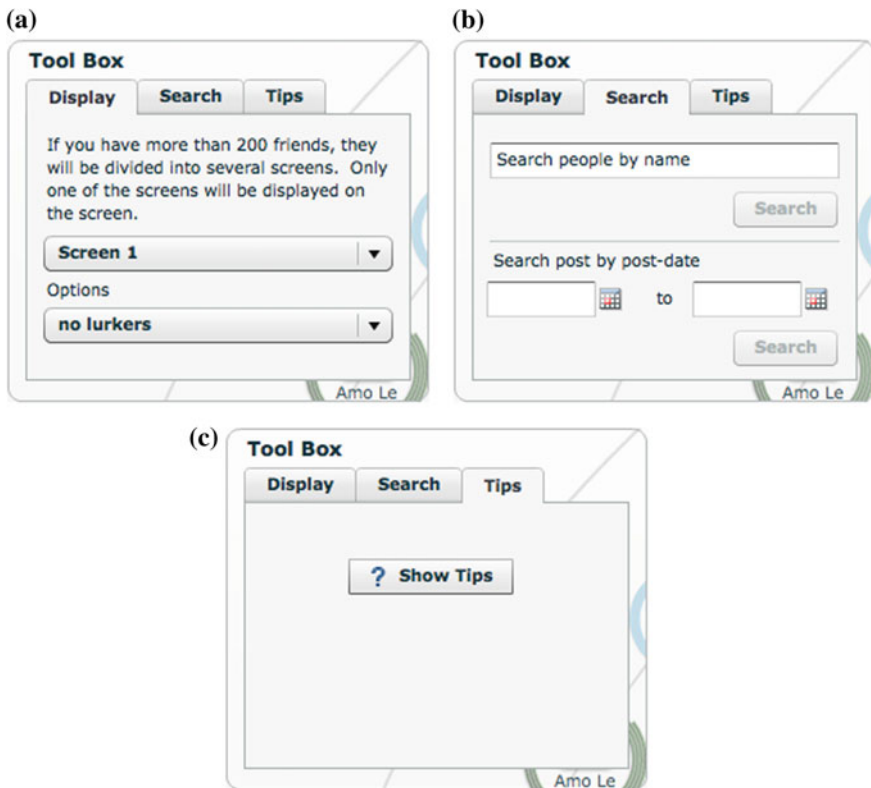 (a)
Tool Box
Display Search Tips
If you have more than 200 friends, they
will be divided into several screens. Only
one of the screens will be displayed on
the screen.
Screen 1
Options
no lurkers
Amo Le
(b)
Tool Box
Display Search Tips
Search people by name
Search
Search post by post-date
to
Search
Amo Le
(c)
Tool Box
Display Search Tips
? Show Tips
Amo Le